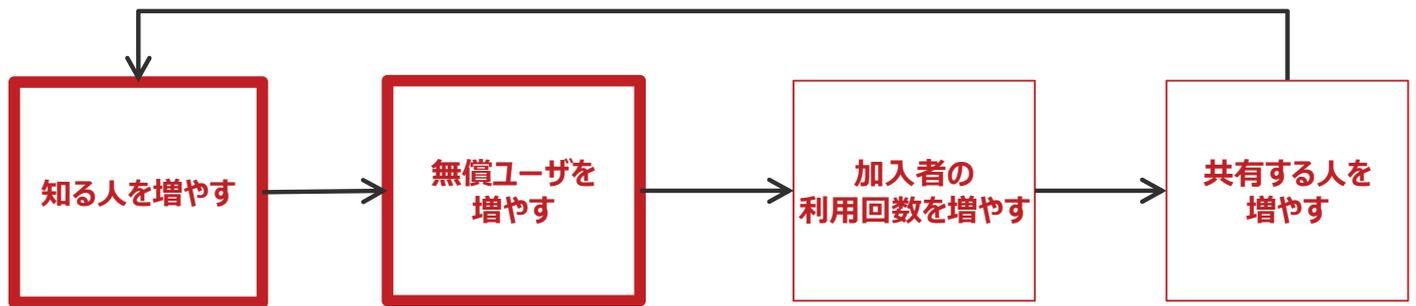 知る人を増やす
無償ユーザを
増やす
加入者の
利用回数を増やす
共有する人を
増やす